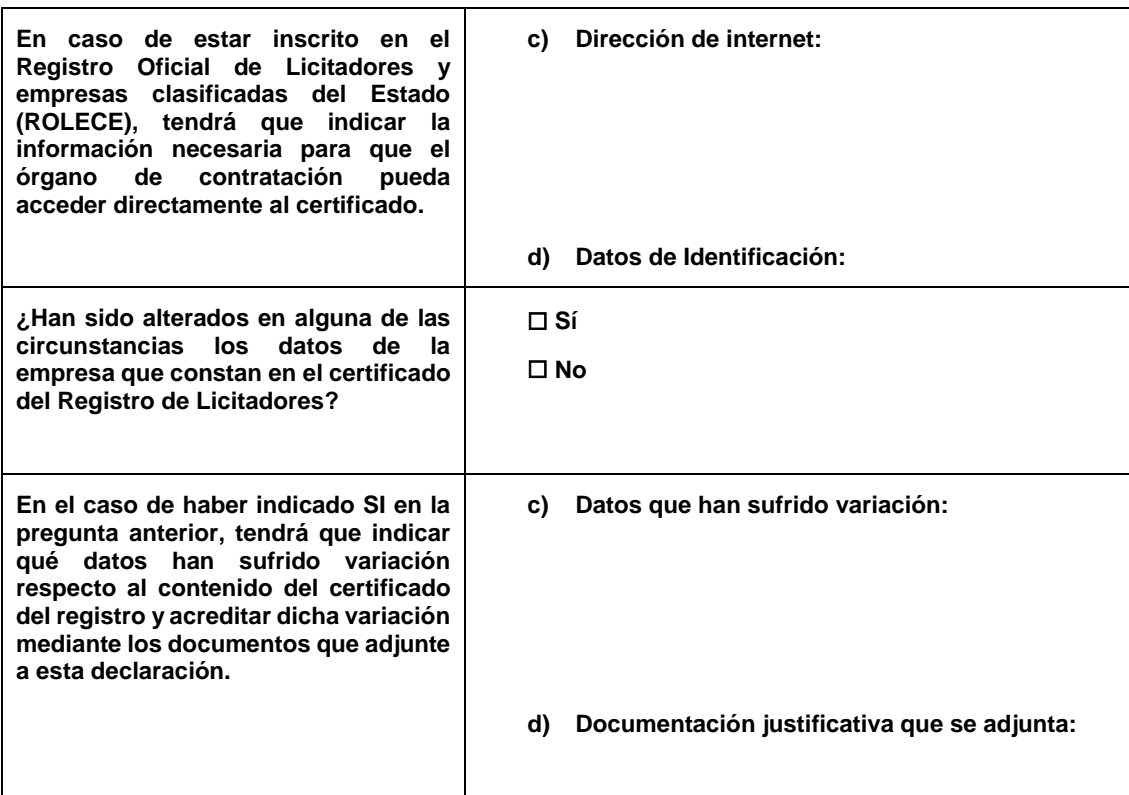 En caso de estar inscrito en el
Registro Oficial de Licitadores y
empresas clasificadas del Estado
(ROLECE), tendrá que indicar la
información necesaria para que el
órgano de contratación pueda
acceder directamente al certificado.
c) Dirección de internet:
d) Datos de Identificación:
¿Han sido alterados en alguna de las
circunstancias los datos de la
empresa que constan en el certificado
del Registro de Licitadores?
☐ Sí
☐ No
En el caso de haber indicado SI en la
pregunta anterior, tendrá que indicar
qué datos han sufrido variación
respecto al contenido del certificado
del registro y acreditar dicha variación
mediante los documentos que adjunte
a esta declaración.
c) Datos que han sufrido variación:
d) Documentación justificativa que se adjunta: